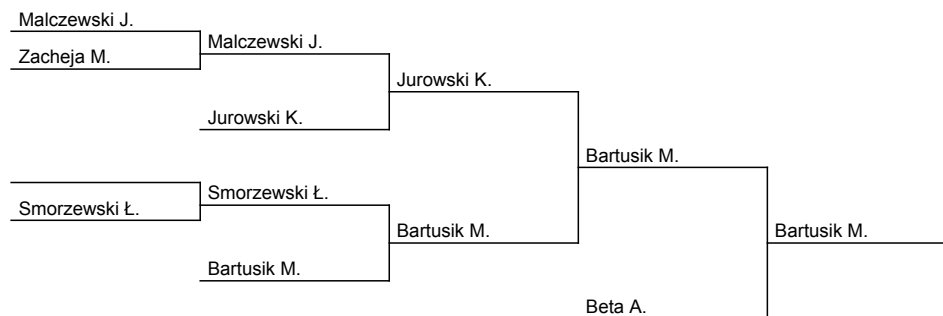 Malczewski J.
Zacheja M.
Malczewski J.
Jurowski K.
Jurowski K.
Smorzewski Ł.
Smorzewski Ł.
Bartusik M.
Bartusik M.
Bartusik M.
Beta A.
Bartusik M.